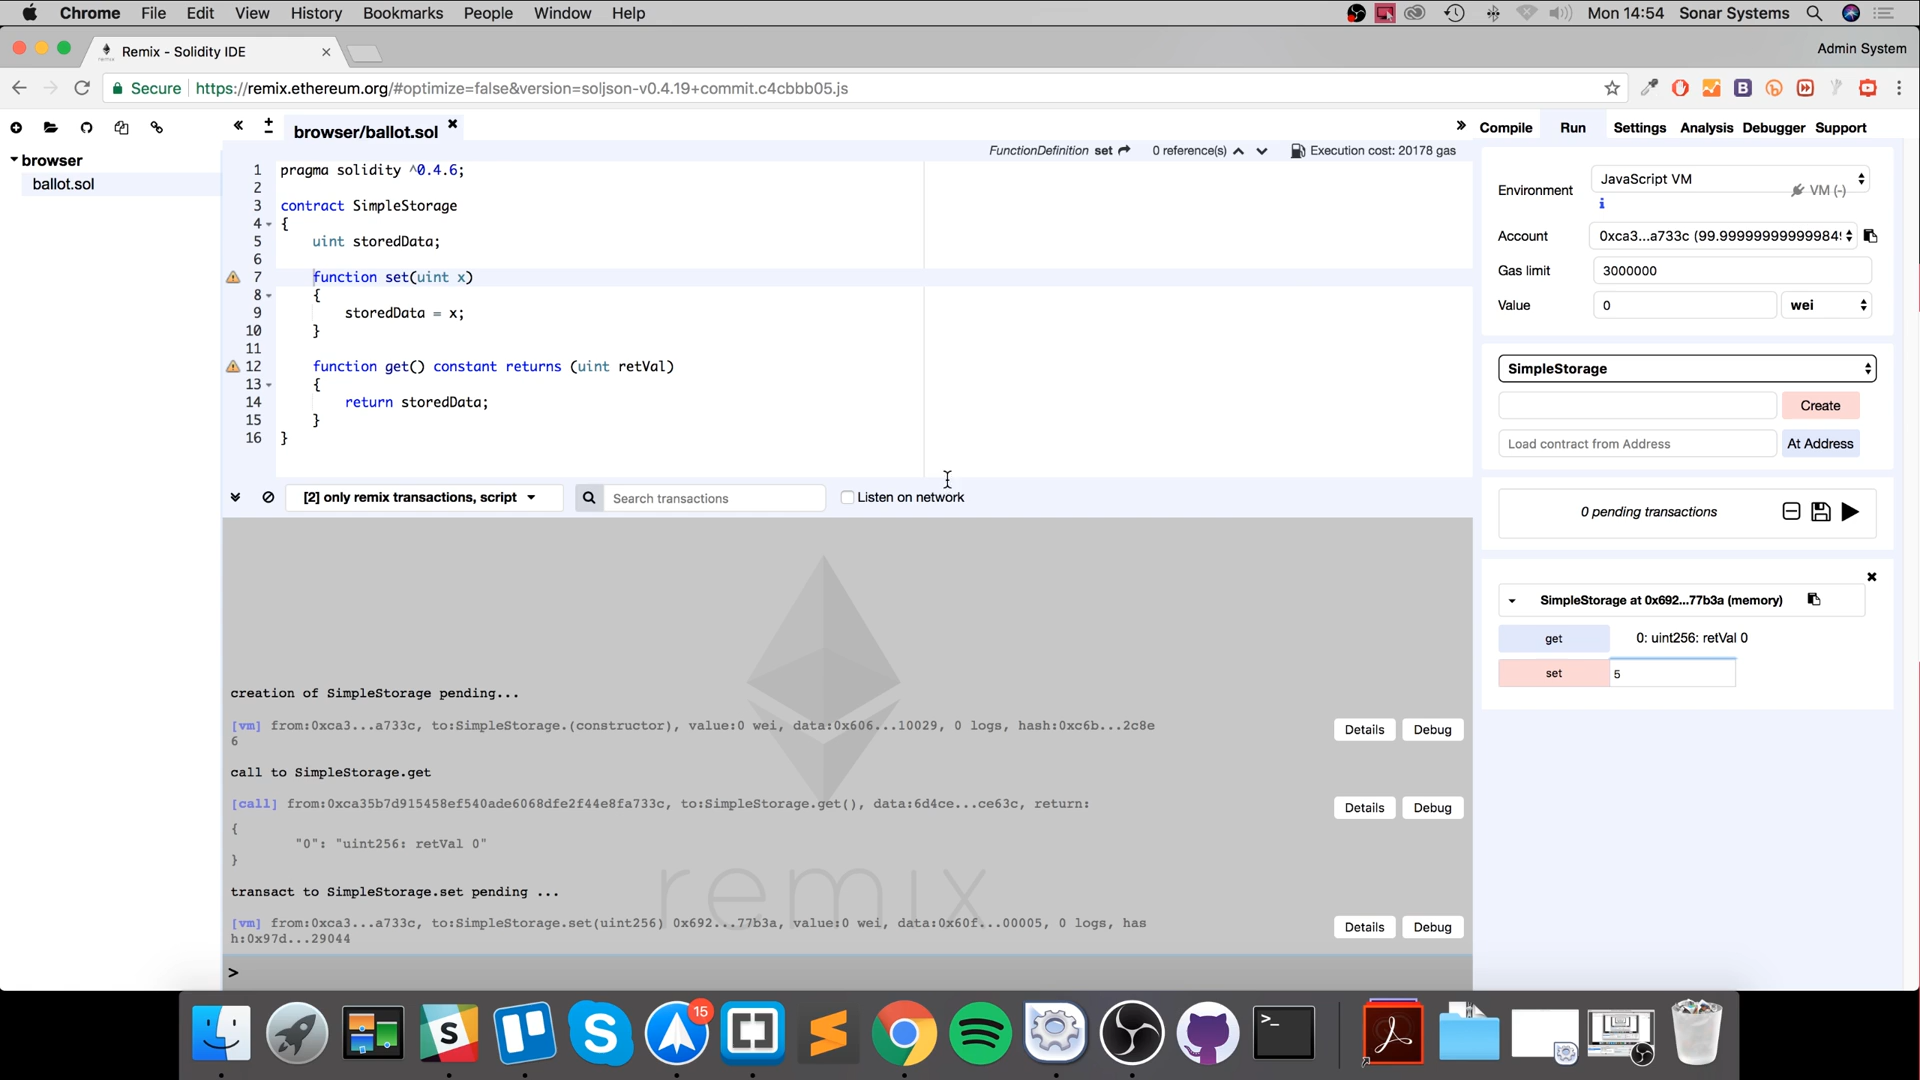 Chrome File Edit View History Bookmarks People Window Help Mon 14:54 Sonar Systems
Remix - Solidity IDE Admin System
Secure https://remix.ethereum.org/#optimize=false&version=soljson-v0.4.19+commit.c4cbbb05.js
browser/ballot.sol
Compile Run Settings Analysis Debugger Support
browser
ballot.sol
FunctionDefinition set 0 reference(s) Execution cost: 20178 gas
1 pragma solidity ^0.4.6;
2
3 contract SimpleStorage
4 {
5 uint storedData;
6
7 function set(uint x)
8 {
9 storedData = x;
10 }
11
12 function get() constant returns (uint retVal)
13 {
14 return storedData;
15 }
16 }
Environment JavaScript VM VM (-)
i
Account 0xca3...a733c (99.9999999999984
Gas limit 3000000
Value 0 wei
SimpleStorage
Create
Load contract from Address At Address
0 pending transactions
SimpleStorage at 0x692...77b3a (memory)
get 0: uint256: retVal 0
set 5
[2] only remix transactions, script Search transactions Listen on network
creation of SimpleStorage pending...
[vm] from:0xca3...a733c, to:SimpleStorage.(constructor), value:0 wei, data:0x606...10029, 0 logs, hash:0xc6b...2c8e
6
Details Debug
call to SimpleStorage.get
[call] from:0xca35b7d915458ef540ade6068dfe2f44e8fa733c, to:SimpleStorage.get(), data:6d4ce...ce63c, return:
Details Debug
{
"0": "uint256: retVal 0"
}
transact to SimpleStorage.set pending ...
[vm] from:0xca3...a733c, to:SimpleStorage.set(uint256) 0x692...77b3a, value:0 wei, data:0x60f...00005, 0 logs, has
h:0x97d...29044
Details Debug
remix
>
15